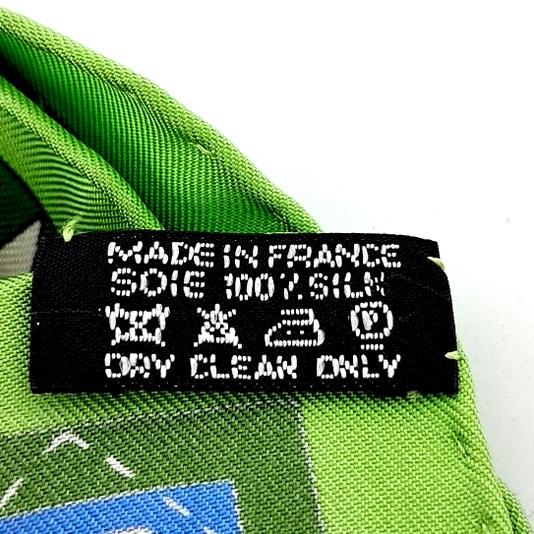 MADE IN FRANCE
SOIE 100% SILK
P
DRY CLEAN ONLY